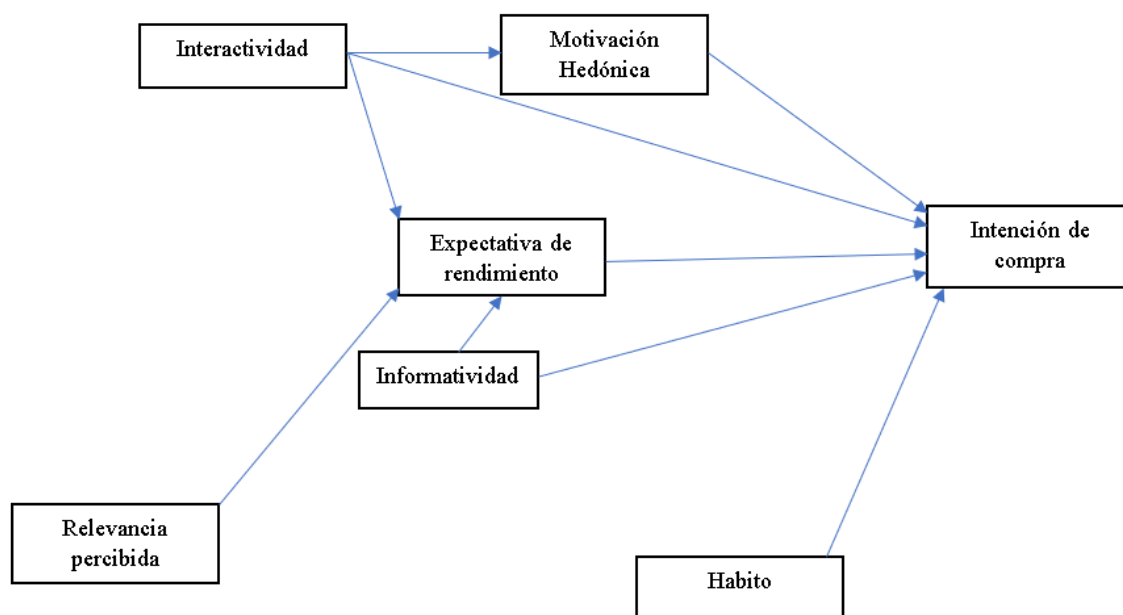 Interactividad
Motivación
Hedónica
Expectativa de
rendimiento
Intención de
compra
Informatividad
Relevancia
percibida
Habito